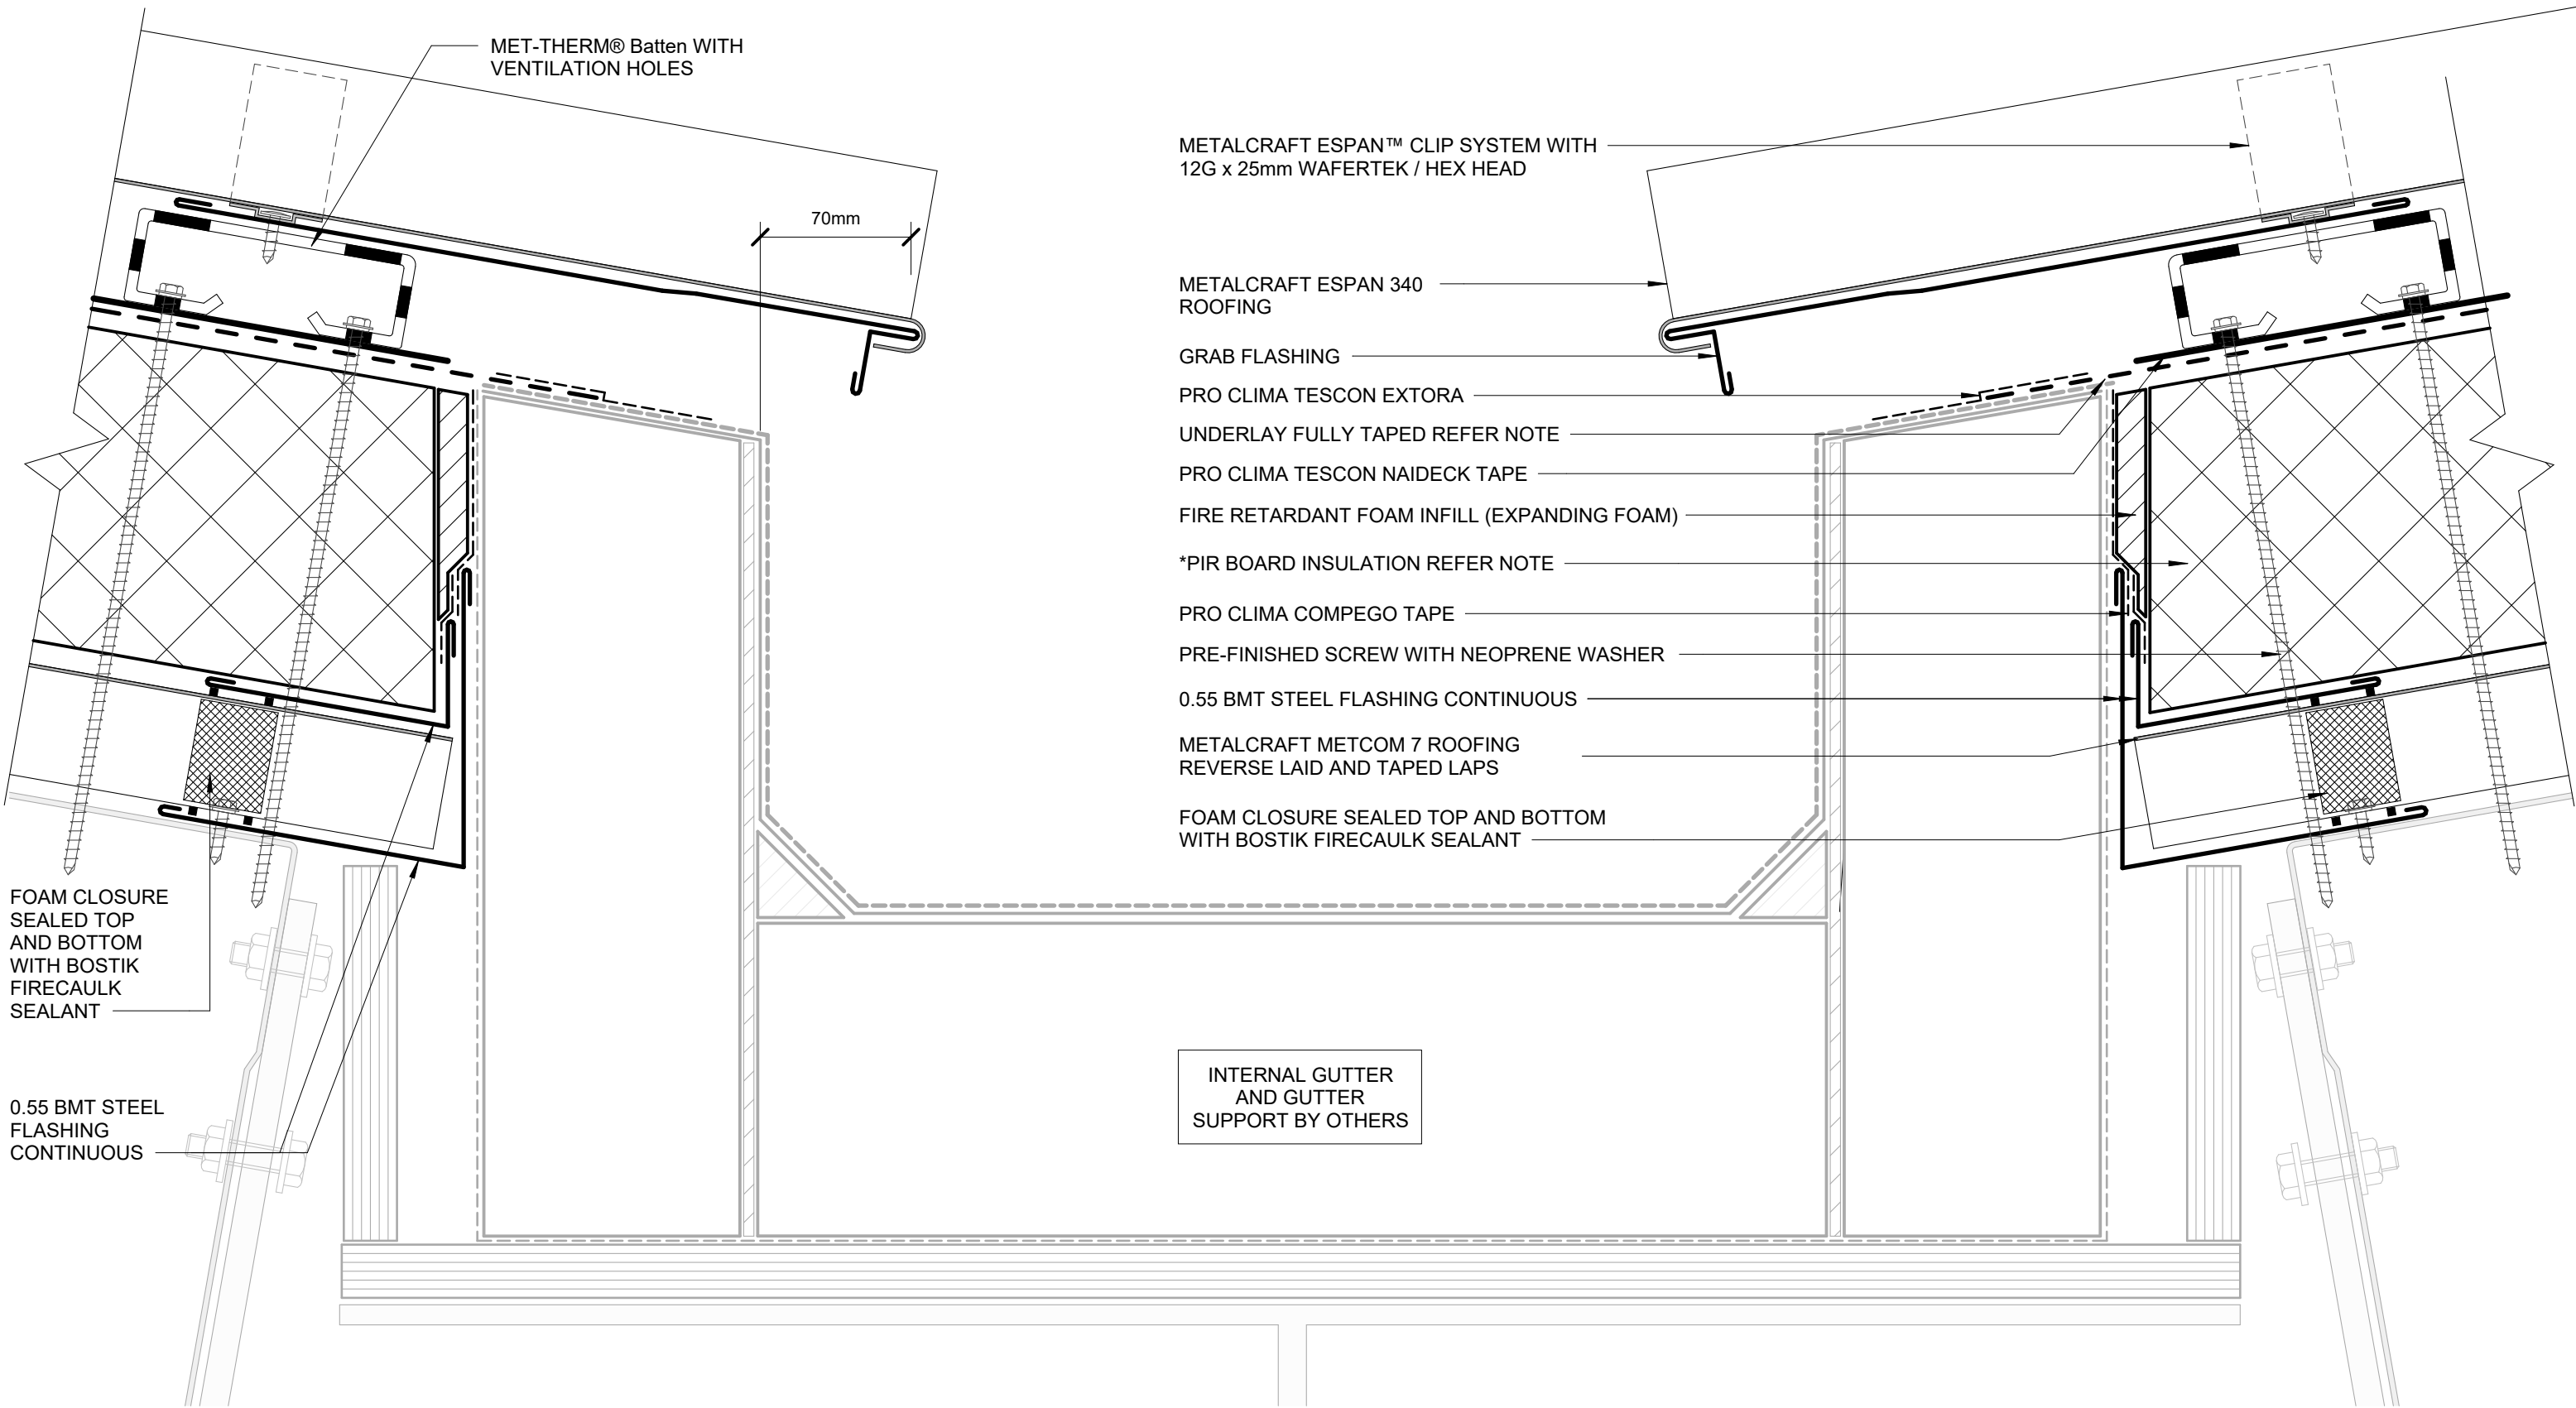 MET-THERM® Batten WITH
VENTILATION HOLES
70mm
METALCRAFT ESPAN™ CLIP SYSTEM WITH
12G x 25mm WAFERTEK / HEX HEAD
METALCRAFT ESPAN 340
ROOFING
GRAB FLASHING
PRO CLIMA TESCON EXTORA
UNDERLAY FULLY TAPED REFER NOTE
PRO CLIMA TESCON NAIDECK TAPE
FIRE RETARDANT FOAM INFILL (EXPANDING FOAM)
*PIR BOARD INSULATION REFER NOTE
PRO CLIMA COMPEGO TAPE
PRE-FINISHED SCREW WITH NEOPRENE WASHER
0.55 BMT STEEL FLASHING CONTINUOUS
METALCRAFT METCOM 7 ROOFING
REVERSE LAID AND TAPED LAPS
FOAM CLOSURE SEALED TOP AND BOTTOM
WITH BOSTIK FIRECAULK SEALANT
FOAM CLOSURE
SEALED TOP
AND BOTTOM
WITH BOSTIK
FIRECAULK
SEALANT
0.55 BMT STEEL
FLASHING
CONTINUOUS
INTERNAL GUTTER
AND GUTTER
SUPPORT BY OTHERS